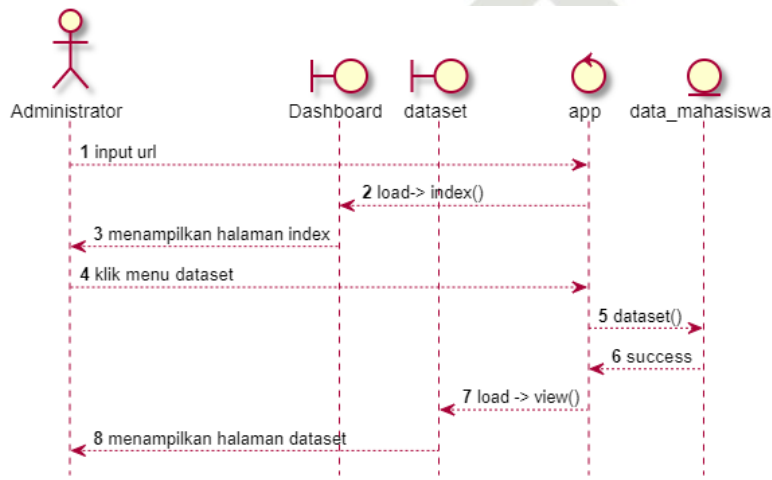 Administrator
Dashboard
dataset
app
data_mahasiswa
1 input url
2 load-> index()
3 menampilkan halaman index
4 klik menu dataset
5 dataset()
6 success
7 load -> view()
8 menampilkan halaman dataset